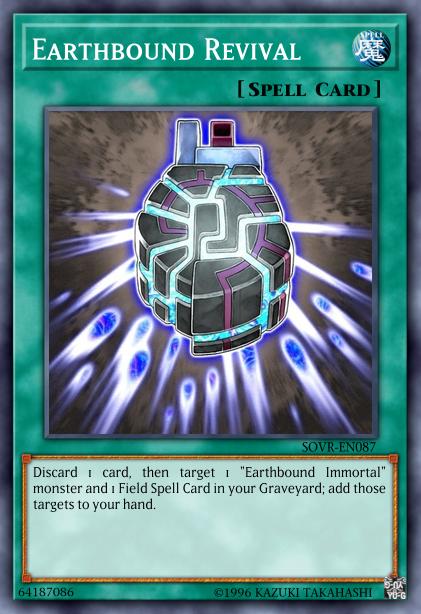 Earthbound Revival
SPELL
魔
[Spell Card]
SOVR-EN087
Discard 1 card, then target 1 "Earthbound Immortal"
monster and 1 Field Spell Card in your Graveyard; add those
targets to your hand.
64187086
©1996 KAZUKI TAKAHASHI